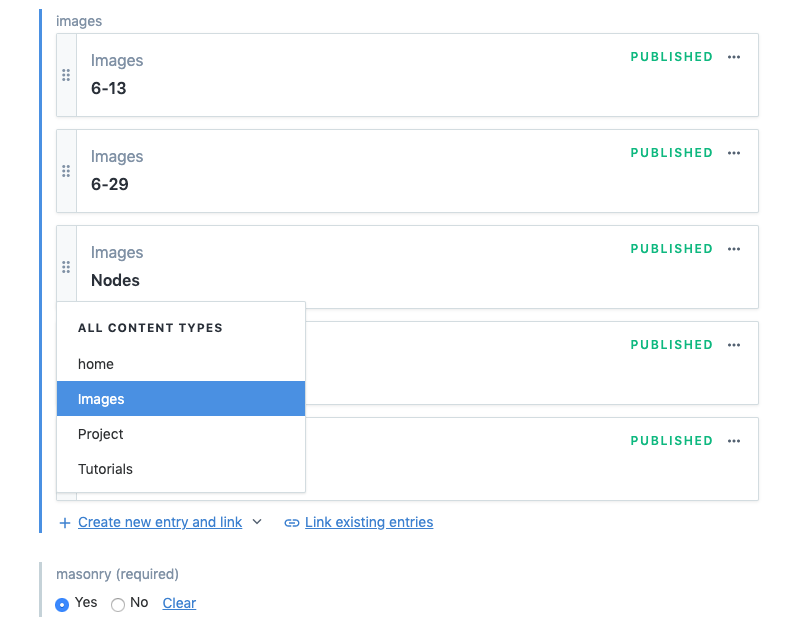 images
Images
PUBLISHED
6-13
Images
PUBLISHED
6-29
Images
PUBLISHED
Nodes
ALL CONTENT TYPES
PUBLISHED
home
Images
Project
PUBLISHED
Tutorials
Create new entry and link
Link existing entries
masonry (required)
Yes No Clear